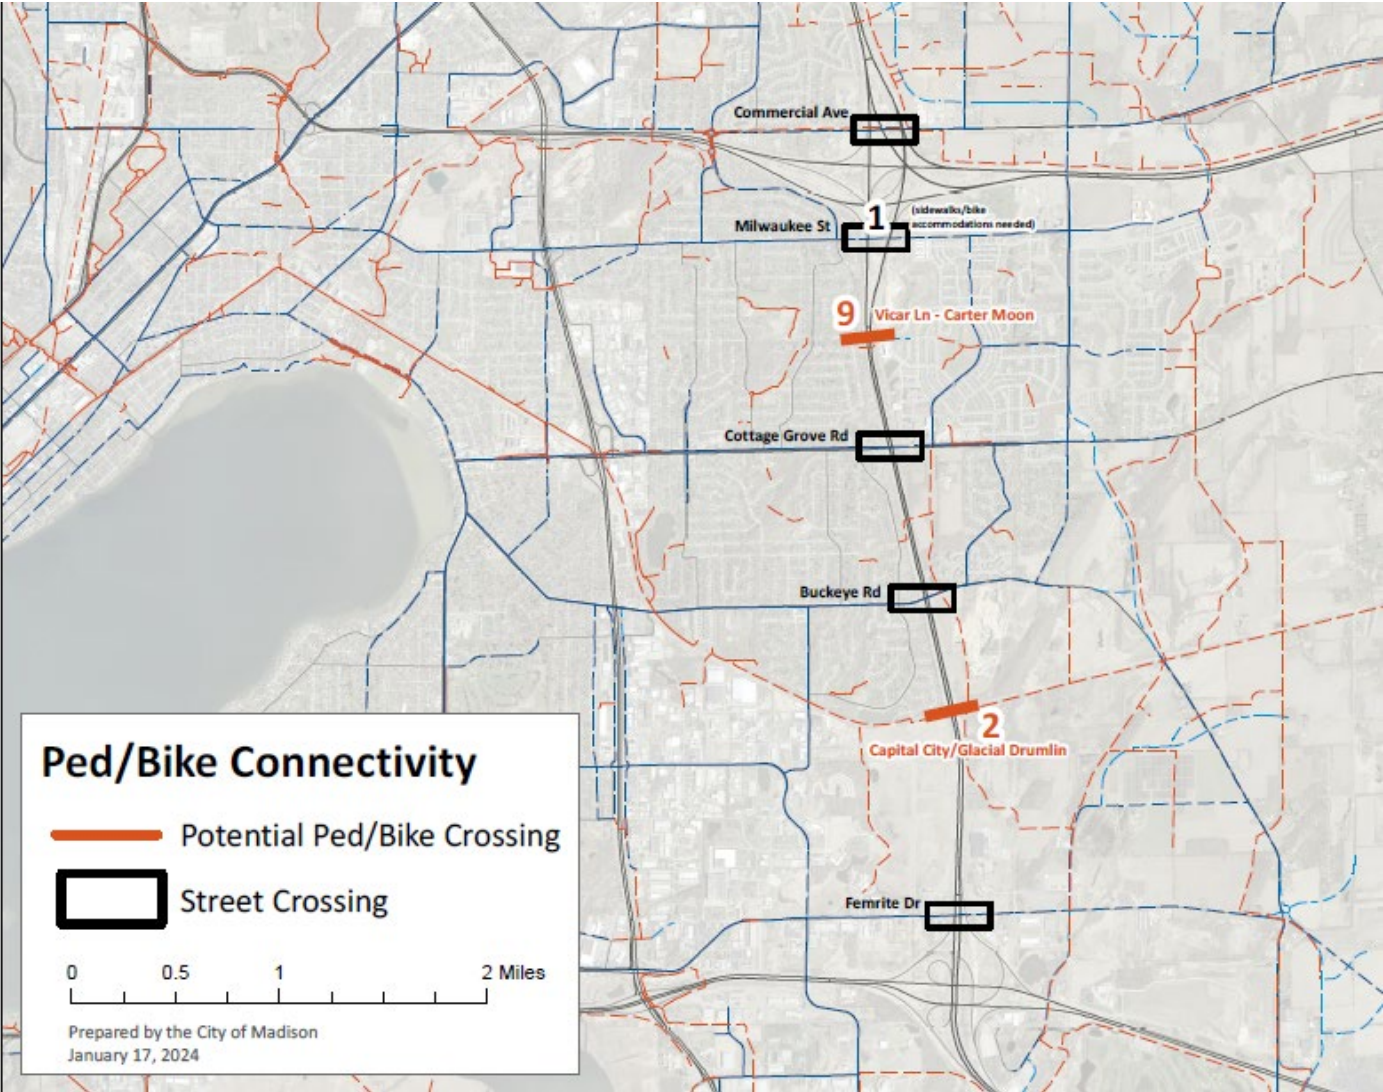 Commercial Ave
1
(sidewalks/bike
Milwaukee St
accommodations needed)
9
Vicar Ln - Carter Moon
Cottage Grove Rd
Buckeye Rd
2
Capital City/Glacial Drumlin
Femrite Dr
Ped/Bike Connectivity
Potential Ped/Bike Crossing
Street Crossing
0 0.5 1 2 Miles
Prepared by the City of Madison
January 17, 2024